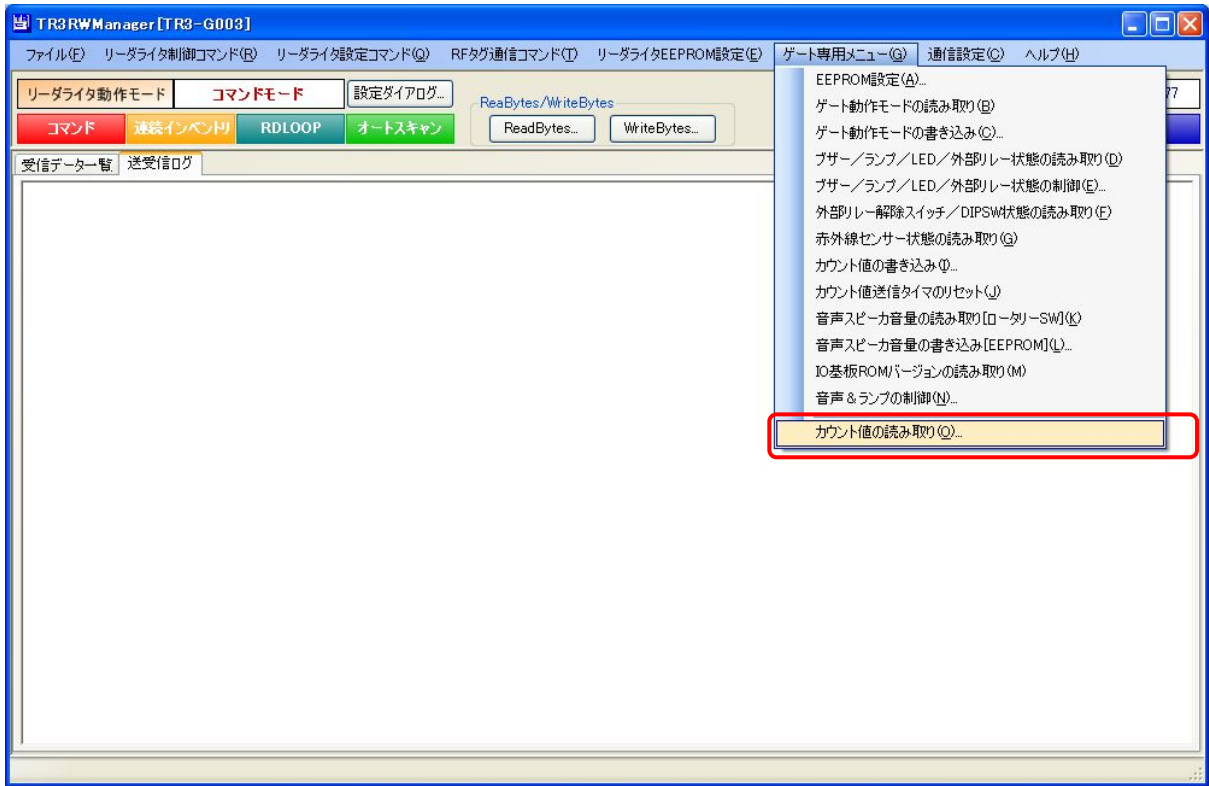 TR3RWManager[TR3-G003]
ファイル(F) リーダライタ制御コマンド(R) リーダライタ設定コマンド(Q) RFタグ通信コマンド(T) リーダライタEEPROM設定(E) ゲート専用メニュー(G) 通信設定(C) ヘルプ(H)
リーダライタ動作モード コマンドモード 設定ダイアログ... ReaBytes/WriteBytes 77
コマンド 連続インベントリ RDLOOP オートスキャン ReadBytes... WriteBytes...
受信データ一覧 送受信ログ
EEPROM設定(A)...
ゲート動作モードの読み取り(B)
ゲート動作モードの書き込み(C)...
ブザー/ランプ/LED/外部リレー状態の読み取り(D)
ブザー/ランプ/LED/外部リレー状態の制御(E)...
外部リレー解除スイッチ/DIPSW状態の読み取り(F)
赤外線センサー状態の読み取り(G)
カウント値の書き込み(I)...
カウント値送信タイマのリセット(J)
音声スピーカ音量の読み取り[ロータリーSW](K)
音声スピーカ音量の書き込み[EEPROM](L)...
IO基板ROMバージョンの読み取り(M)
音声&ランプの制御(N)...
カウント値の読み取り(O)...